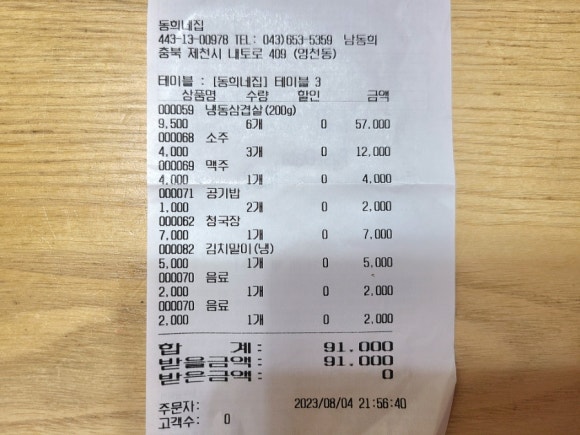 동희네집
443-13-00978 TEL: 043)653-5359 남동희
충북 제천시 내토로 409 (영천동)
테이블 : [동희네집] 테이블 3
상품명 수량 할인 금액
000059 냉동삼겹살(200g)
9,500 6개 0 57,000
000068 소주
4,000 3개 0 12,000
000069 맥주
4,000 1개 0 4,000
000071 공기밥
1,000 2개 0 2,000
000062 청국장
7,000 1개 0 7,000
000082 김치말이(냉)
5,000 1개 0 5,000
000070 음료
2,000 1개 0 2,000
000070 음료
2,000 1개 0 2,000
합 계: 91,000
받을금액: 91,000
받은금액: 0
주문자: 2023/08/04 21:56:40
고객수: 0